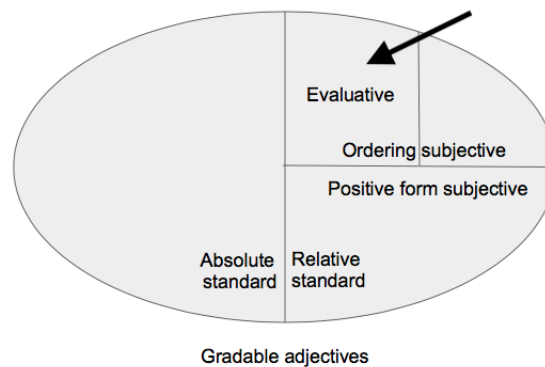 Evaluative
Ordering subjective
Positive form subjective
Absolute
standard
Relative
standard
Gradable adjectives